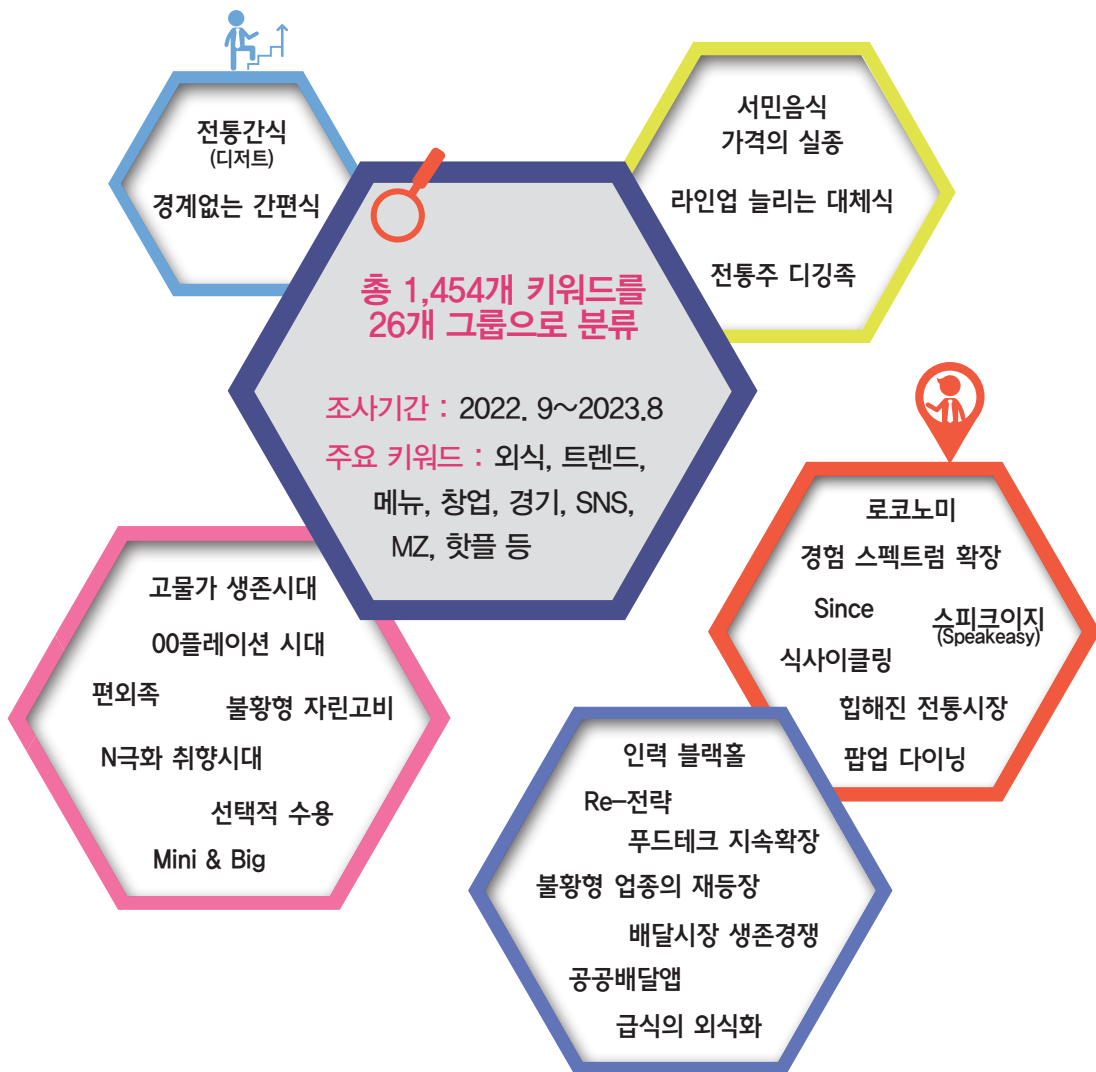 전통간식
(디저트)
경계없는 간편식
서민음식
가격의 실종
라인업 늘리는 대체식
전통주 디깅족
총 1,454개 키워드를
26개 그룹으로 분류
조사기간 : 2022. 9~2023.8
주요 키워드 : 외식, 트렌드,
메뉴, 창업, 경기, SNS,
MZ, 핫플 등
로코노미
경험 스펙트럼 확장
Since
스피크이지
(Speakeasy)
식사이클링
힙해진 전통시장
팝업 다이닝
고물가 생존시대
00플레이션 시대
편외족
불황형 자린고비
N극화 취향시대
선택적 수용
Mini & Big
인력 블랙홀
Re-전략
푸드테크 지속확장
불황형 업종의 재등장
배달시장 생존경쟁
공공배달앱
급식의 외식화